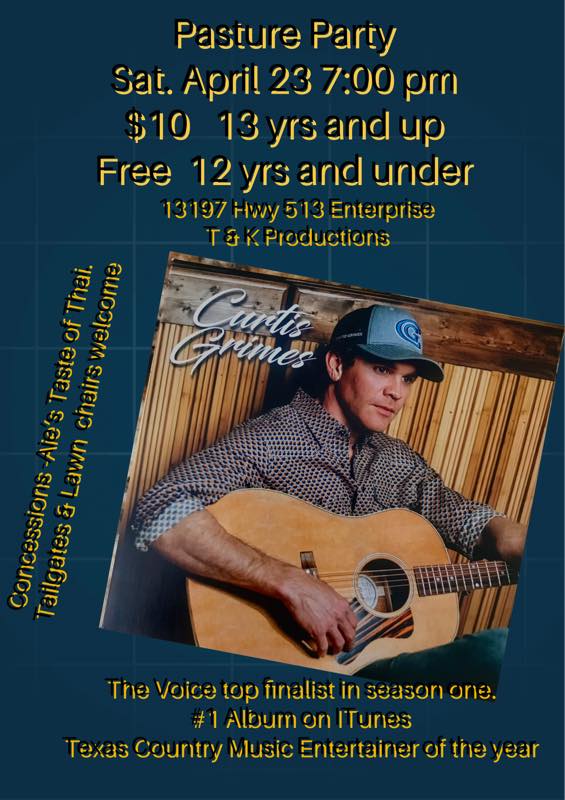 Pasture Party
Sat. April 23 7:00 pm
$10 13 yrs and up
Free 12 yrs and under
13197 Hwy 513 Enterprise
T & K Productions
Concessions -Ale's Taste of Thai.
Tailgates & Lawn chairs welcome
Curtis
Grimes
G
The Voice top finalist in season one.
#1 Album on ITunes
Texas Country Music Entertainer of the year